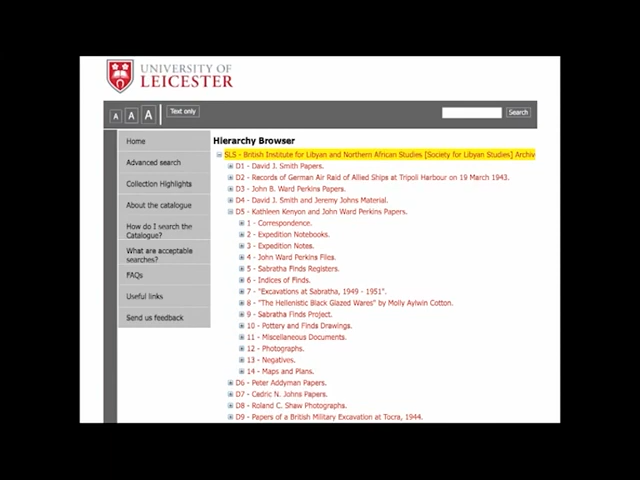 UNIVERSITY OF
LEICESTER
A A A Text only
Search
Home
Advanced search
Collection Highlights
About the catalogue
How do I search the
Catalogue?
What are acceptable
searches?
FAQs
Useful links
Send us feedback
Hierarchy Browser
SLS - British Institute for Libyan and Northern African Studies [Society for Libyan Studies] Archiv
D1 - David J. Smith Papers.
D2 - Records of German Air Raid of Allied Ships at Tripoli Harbour on 19 March 1943.
D3 - John B. Ward Perkins Papers.
D4 - David J. Smith and Jeremy Johns Material.
D5 - Kathleen Kenyon and John Ward Perkins Papers.
1 - Correspondence.
2 - Expedition Notebooks.
3 - Expedition Notes.
4 - John Ward Perkins Files.
5 - Sabratha Finds Registers.
6 - Indices of Finds.
7 - "Excavations at Sabratha, 1949 - 1951".
8 - "The Hellenistic Black Glazed Wares" by Molly Aylwin Cotton.
9 - Sabratha Finds Project.
10 - Pottery and Finds Drawings.
11 - Miscellaneous Documents.
12 - Photographs.
13 - Negatives.
14 - Maps and Plans.
D6 - Peter Addyman Papers.
D7 - Cedric N. Johns Papers.
D8 - Roland C. Shaw Photographs.
D9 - Papers of a British Military Excavation at Tocra, 1944.